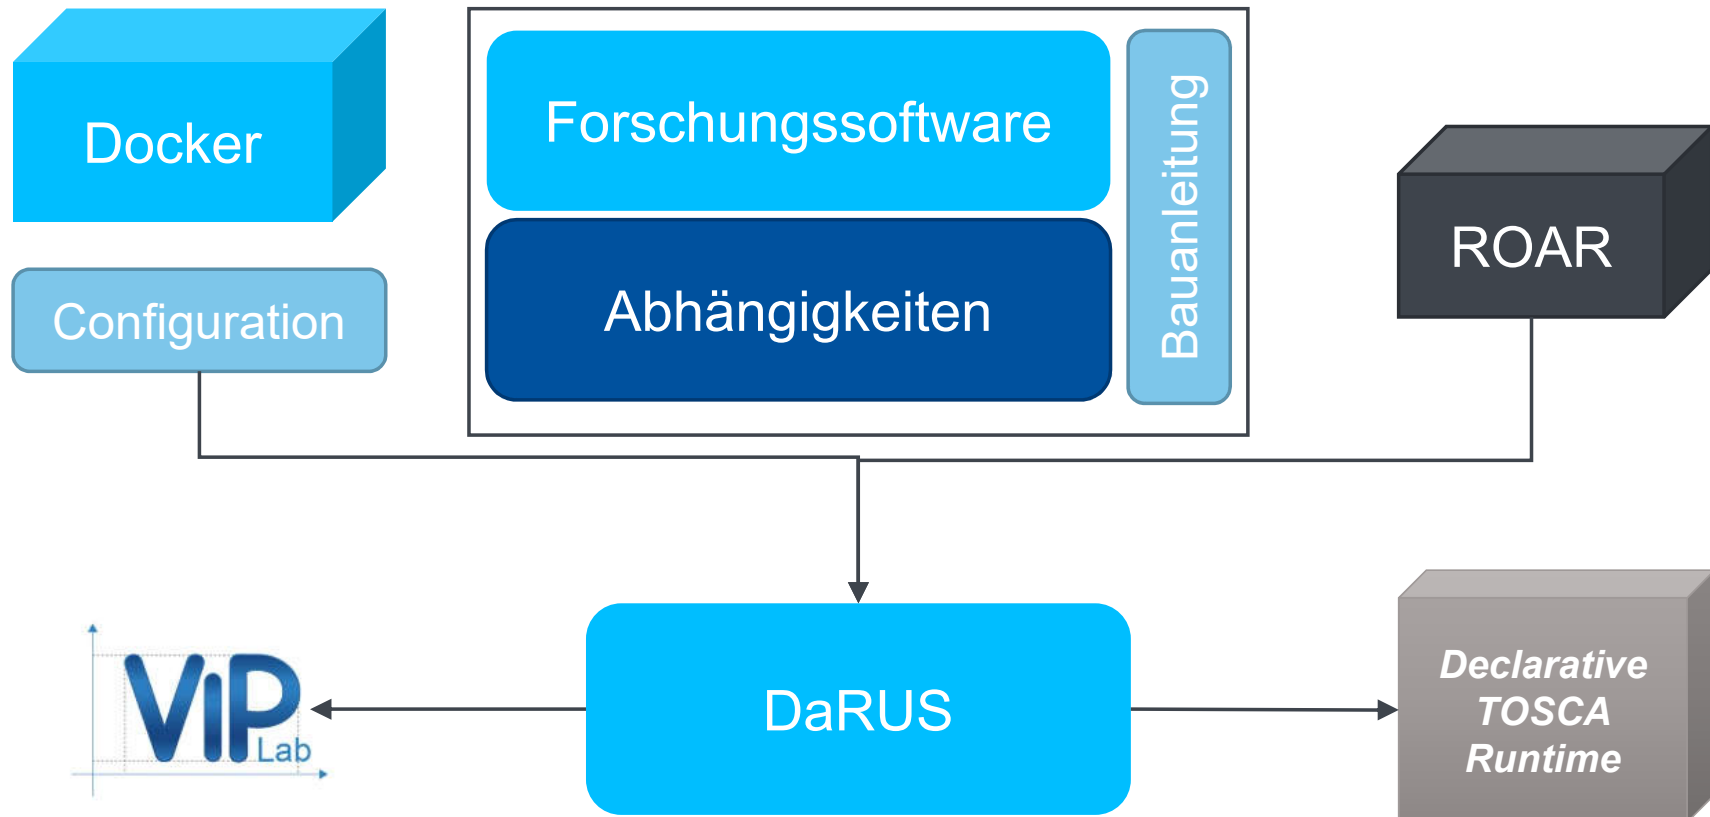 Docker
Configuration
Forschungssoftware
Abhängigkeiten
Bauanleitung
ROAR
ViP
Lab
DaRUS
Declarative
TOSCA
Runtime